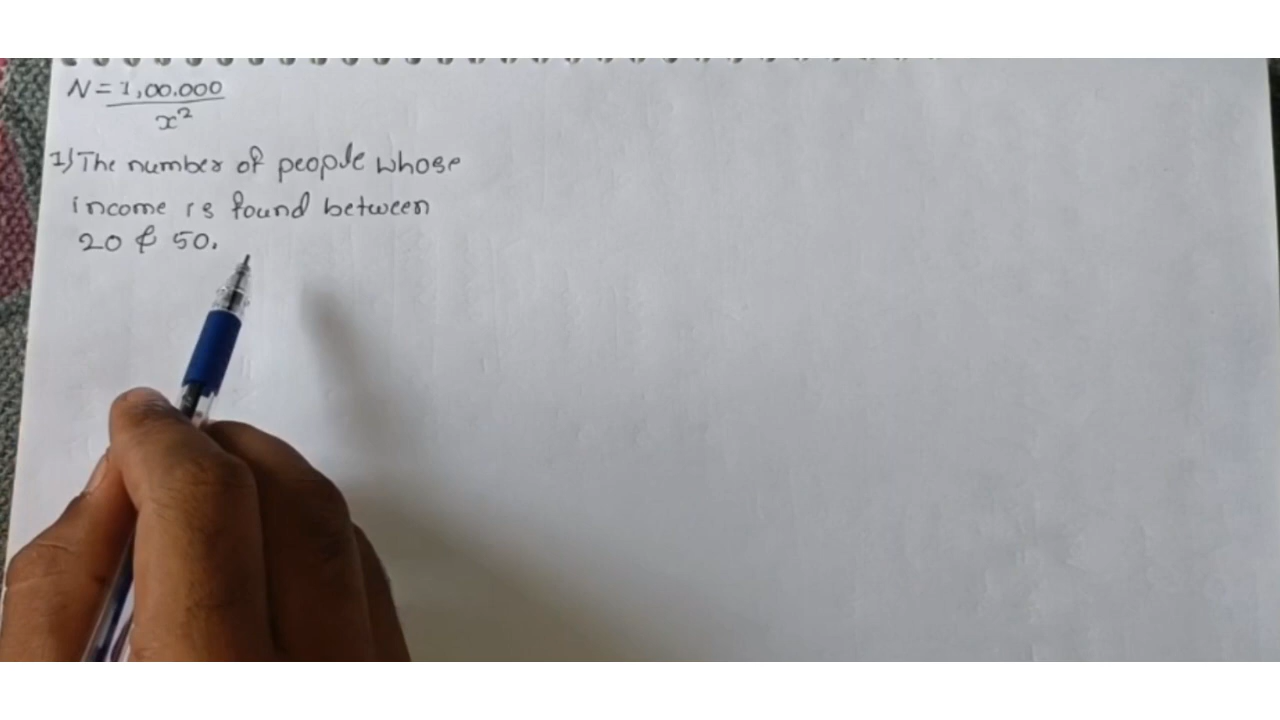 N = 1,00,000
x²
1) The number of people whose
income is found between
20 & 50.